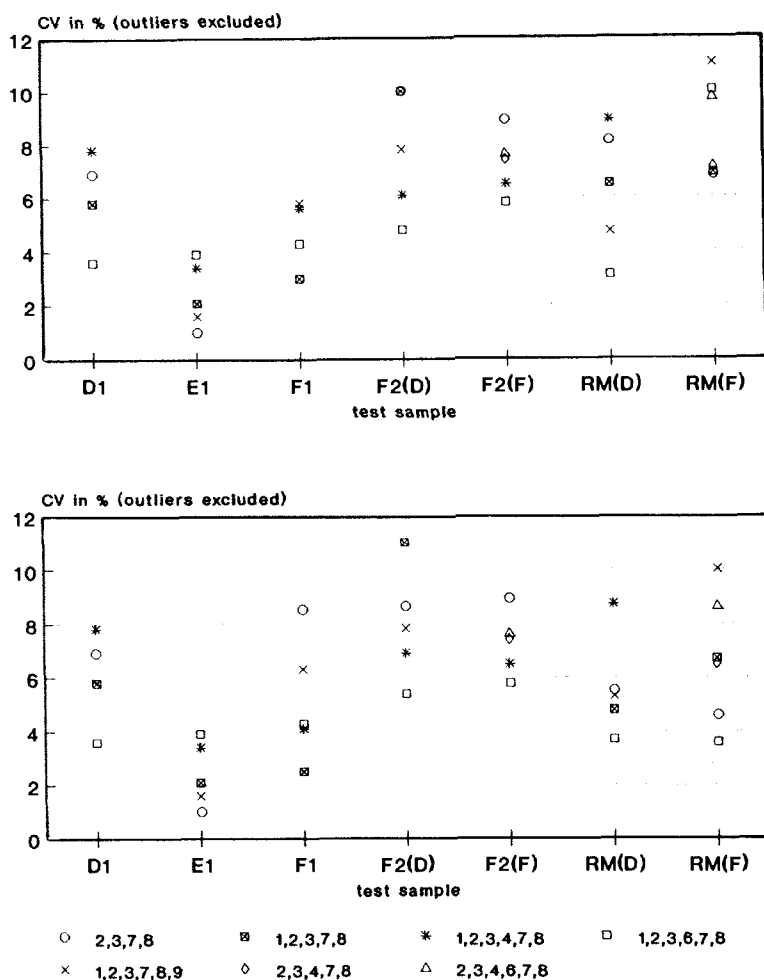 CV in % (outliers excluded)
12
10
8
6
4
2
0
D1 E1 F1 F2(D) F2(F) RM(D) RM(F)
test sample
CV in % (outliers excluded)
12
10
8
6
4
2
0
D1 E1 F1 F2(D) F2(F) RM(D) RM(F)
test sample
2,3,7,8 1,2,3,7,8 1,2,3,4,7,8 1,2,3,6,7,8
1,2,3,7,8,9 2,3,4,7,8 2,3,4,6,7,8